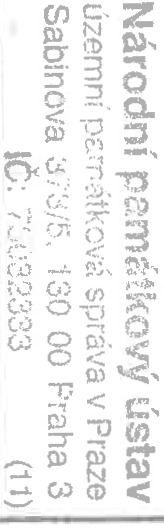 Národní památkový ústav
územní památková správa v Praze
Sabinova 373/5, 130 00 Praha 3
IČ: 75032333 (11)